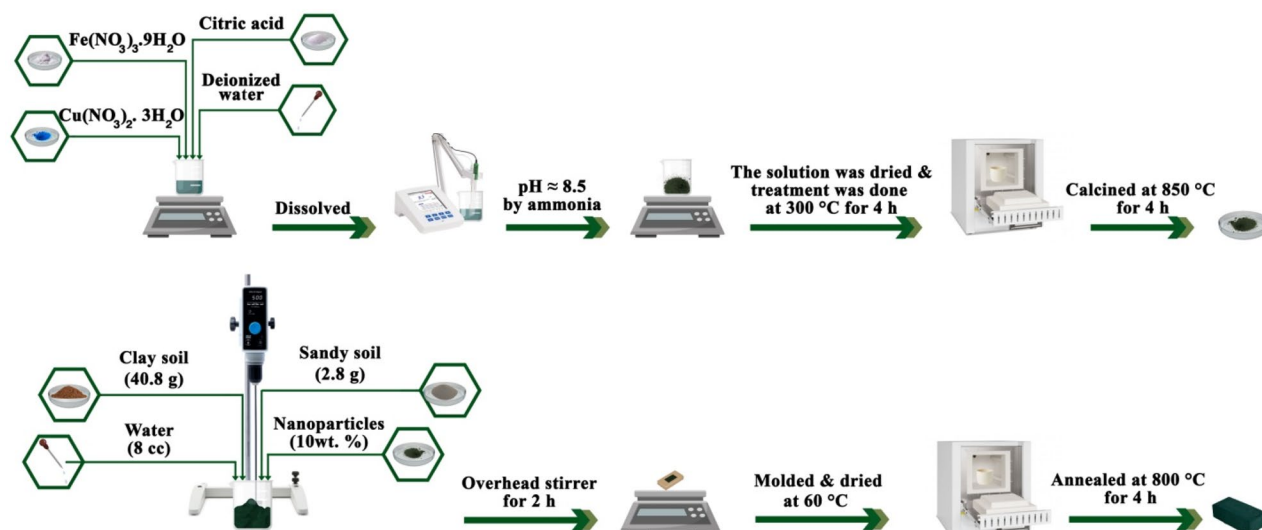 Citric acid
Fe(NO3)3.9H2O
Deionized
water
Cu(NO3)2. 3H2O
Dissolved
pH ≈ 8.5
by ammonia
The solution was dried &
treatment was done
at 300 °C for 4 h
Calcined at 850 °C
for 4 h
Clay soil
(40.8 g)
Sandy soil
(2.8 g)
Water
(8 cc)
Nanoparticles
(10wt. %)
Overhead stirrer
for 2 h
Molded & dried
at 60 °C
Annealed at 800 °C
for 4 h